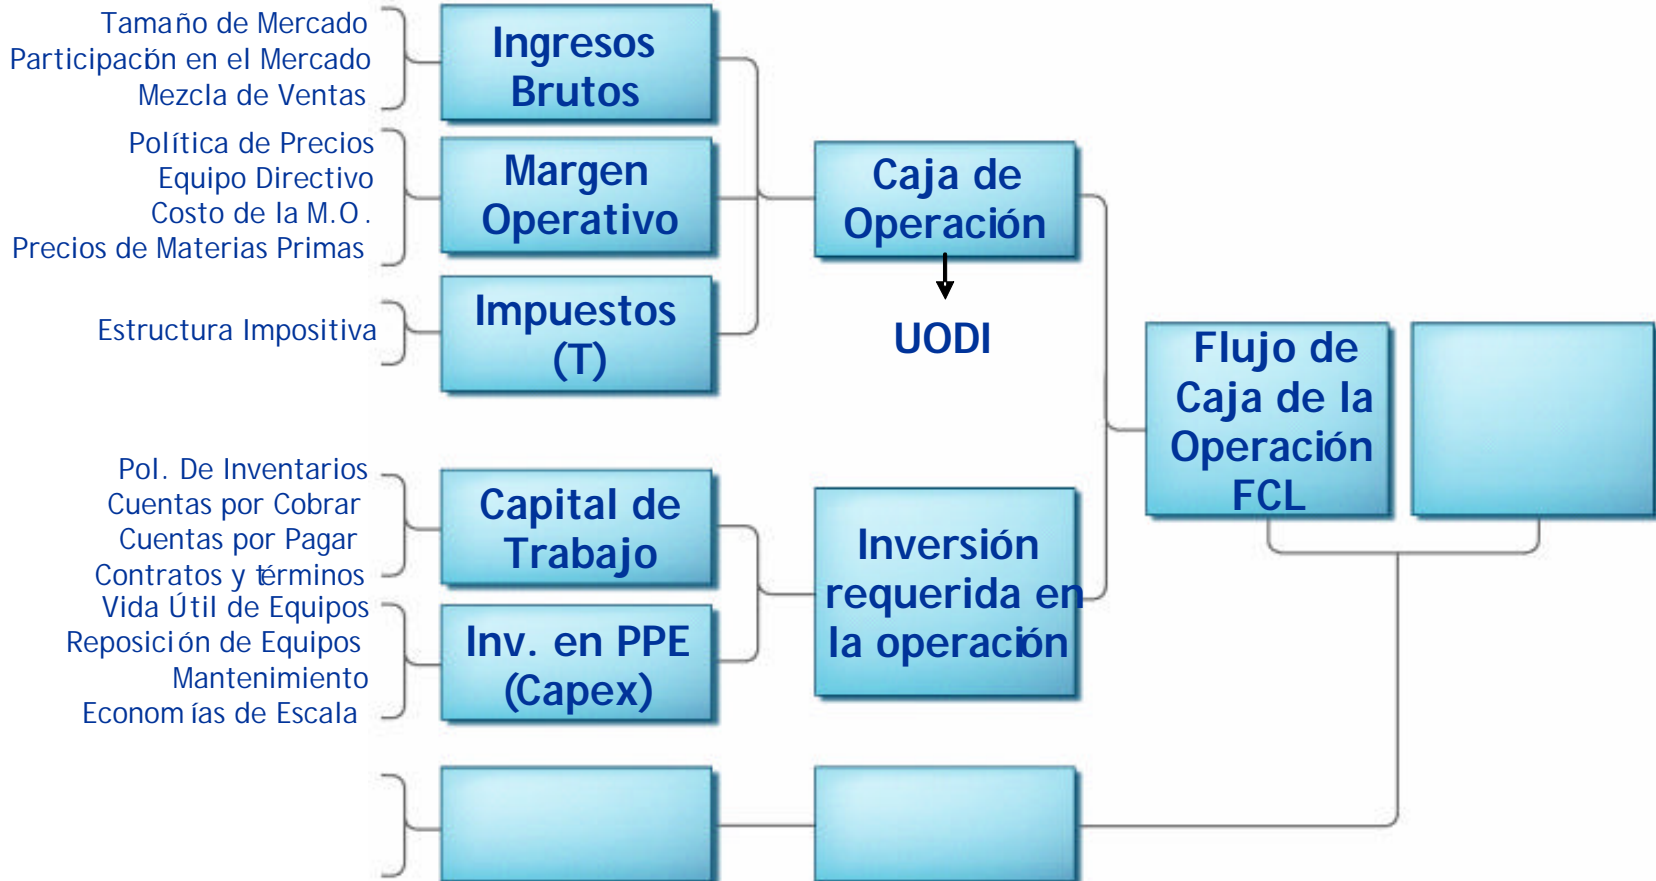 Tamaño de Mercado
Participación en el Mercado
Mezcla de Ventas
Ingresos
Brutos
Política de Precios
Equipo Directivo
Costo de la M.O.
Precios de Materias Primas
Margen
Operativo
Estructura Impositiva
Impuestos
(T)
Caja de
Operación
UODI
Pol. De Inventarios
Cuentas por Cobrar
Cuentas por Pagar
Contratos y términos
Capital de
Trabajo
Vida Útil de Equipos
Reposición de Equipos
Mantenimiento
Economías de Escala
Inv. en PPE
(Capex)
Inversión
requerida en
la operación
Flujo de
Caja de la
Operación
FCL